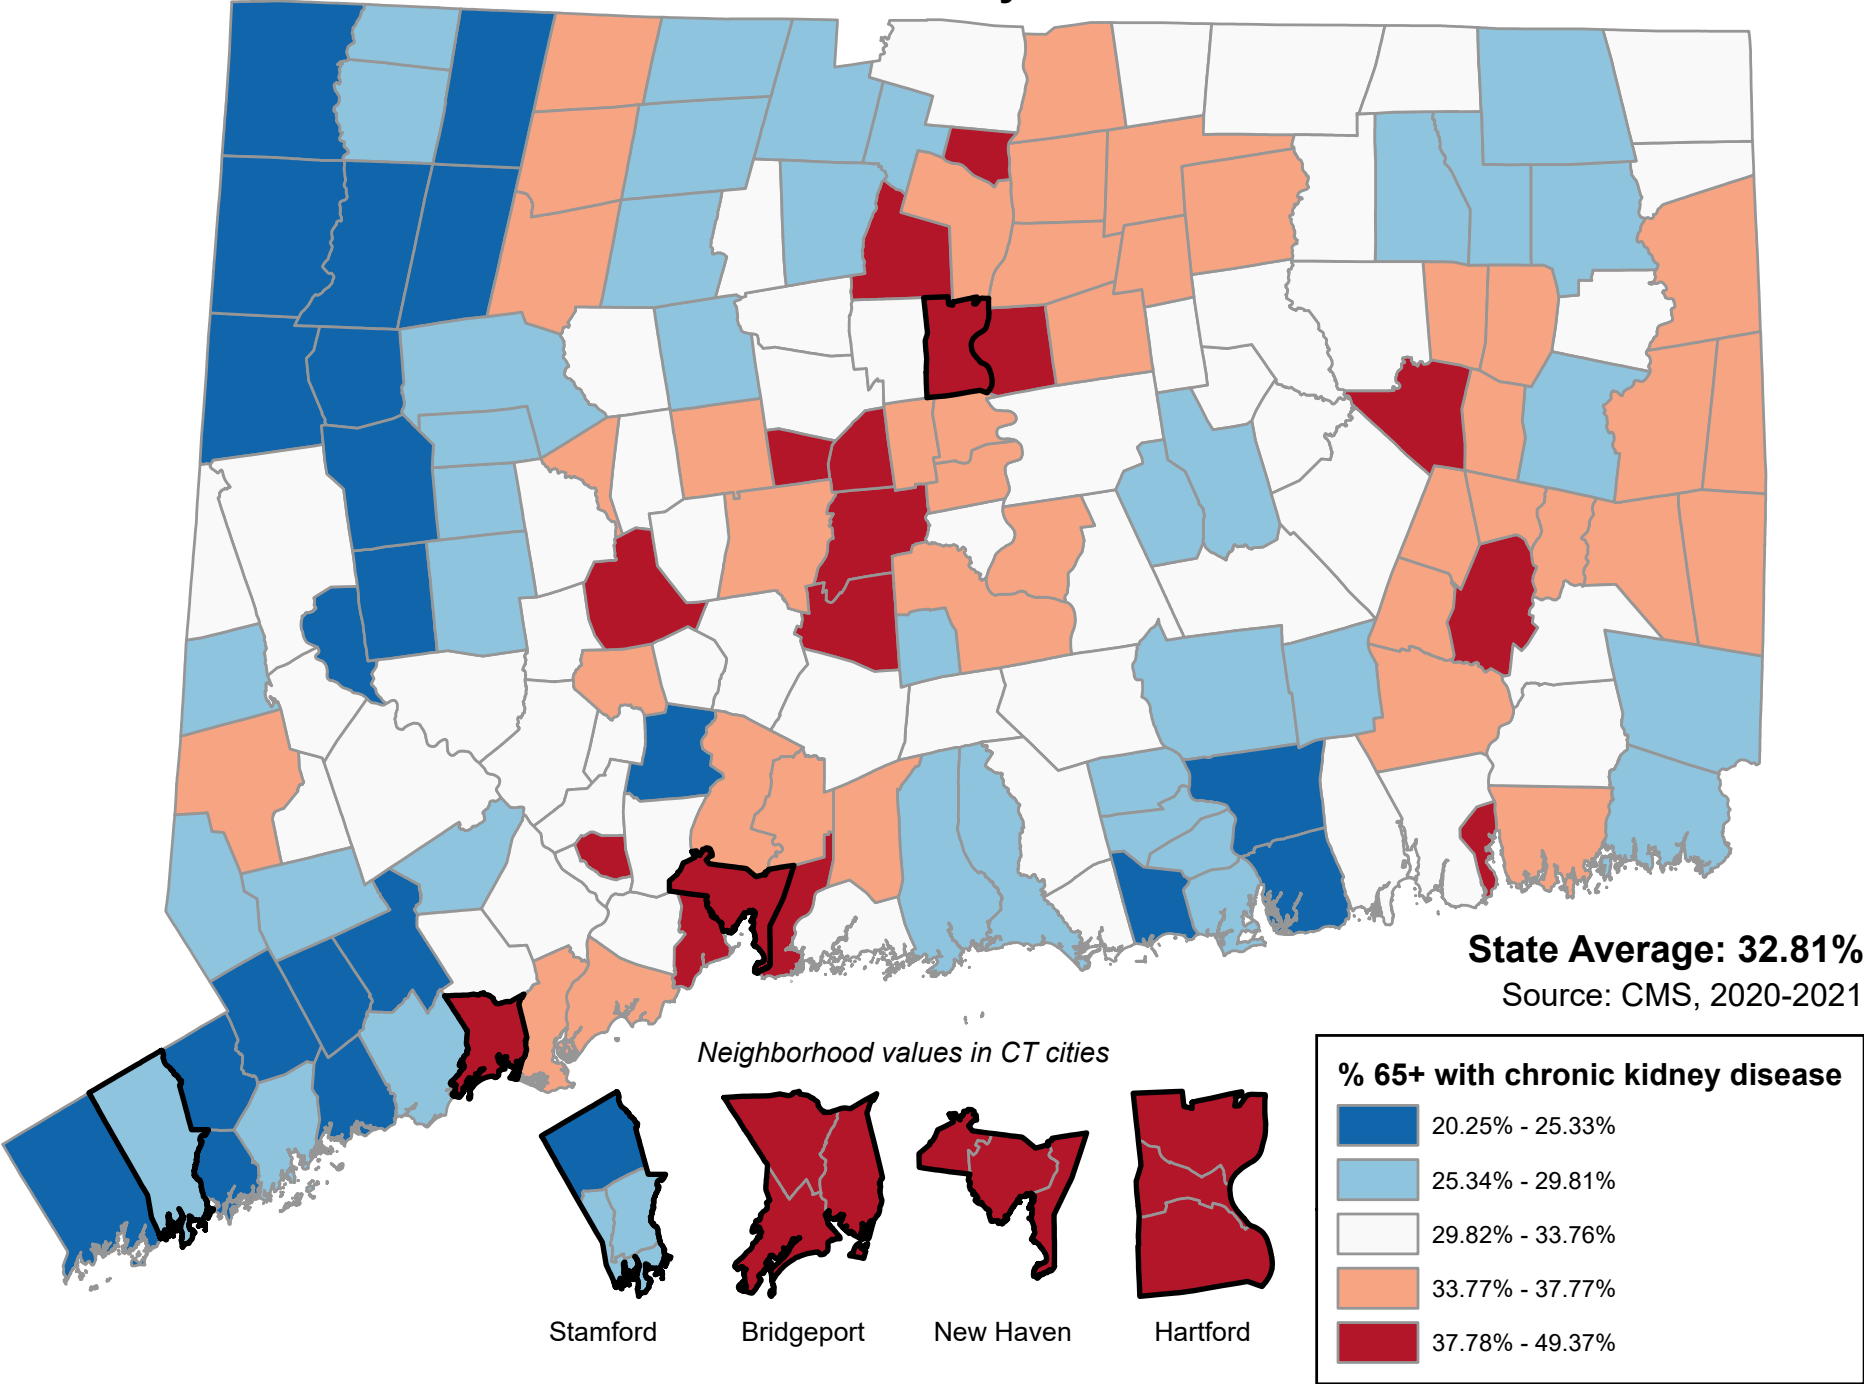 State Average: 32.81%
Source: CMS, 2020-2021
Neighborhood values in CT cities
% 65+ with chronic kidney disease
20.25% - 25.33%
25.34% - 29.81%
29.82% - 33.76%
33.77% - 37.77%
37.78% - 49.37%
Stamford
Bridgeport
New Haven
Hartford